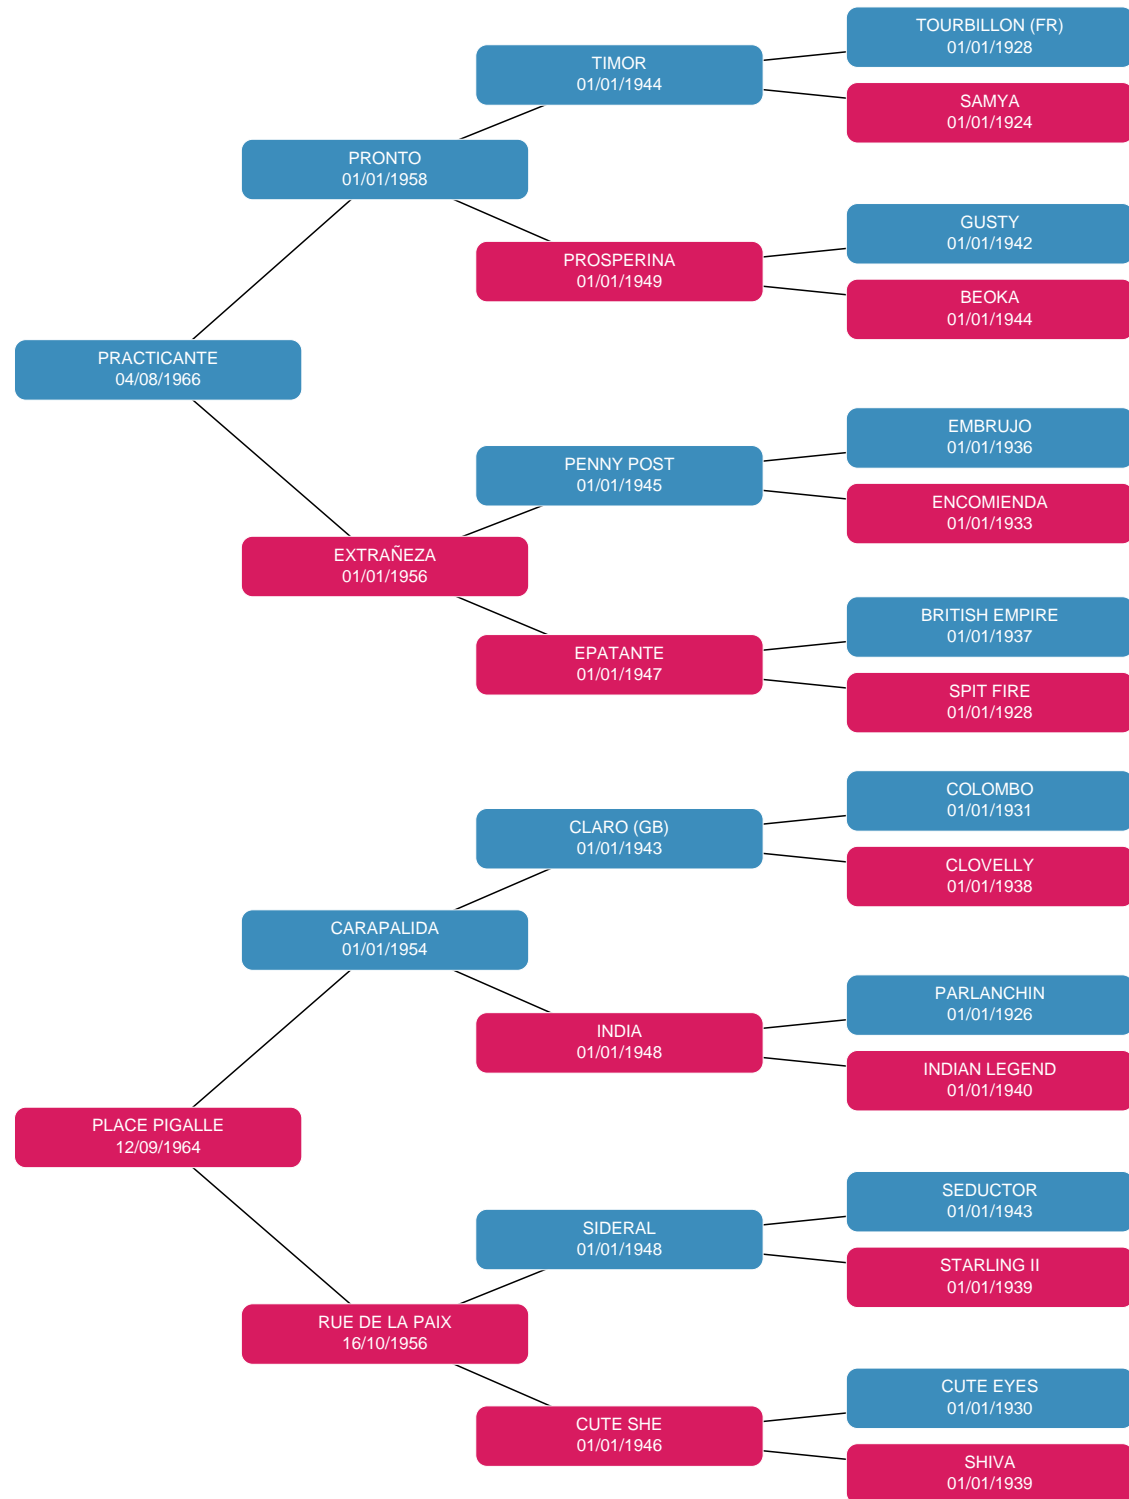 TOURBILLON (FR)
01/01/1928
TIMOR
01/01/1944
SAMYA
01/01/1924
PRONTO
01/01/1958
GUSTY
01/01/1942
PROSPERINA
01/01/1949
BEOKA
01/01/1944
PRACTICANTE
04/08/1966
EMBRUJO
01/01/1936
PENNY POST
01/01/1945
ENCOMIENDA
01/01/1933
EXTRAÑEZA
01/01/1956
BRITISH EMPIRE
01/01/1937
EPATANTE
01/01/1947
SPIT FIRE
01/01/1928
COLOMBO
01/01/1931
CLARO (GB)
01/01/1943
CLOVELLY
01/01/1938
CARAPALIDA
01/01/1954
PARLANCHIN
01/01/1926
INDIA
01/01/1948
INDIAN LEGEND
01/01/1940
PLACE PIGALLE
12/09/1964
SEDUCTOR
01/01/1943
SIDERAL
01/01/1948
STARLING II
01/01/1939
RUE DE LA PAIX
16/10/1956
CUTE EYES
01/01/1930
CUTE SHE
01/01/1946
SHIVA
01/01/1939